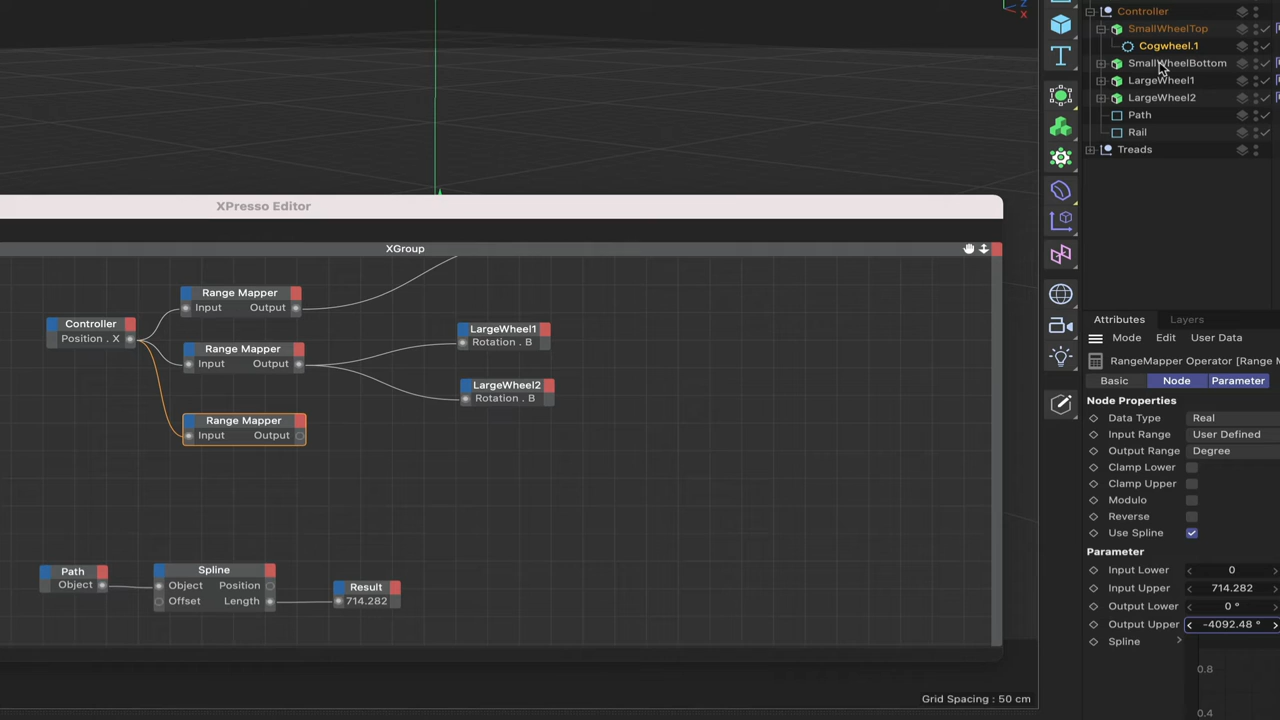 Z
X
Controller
SmallWheelTop
Cogwheel.1
SmallWheelBottom
LargeWheel1
LargeWheel2
Path
Rail
Treads
XPresso Editor
XGroup
Range Mapper
Input Output
Controller
Position . X
Range Mapper
Input Output
LargeWheel1
Rotation . B
LargeWheel2
Rotation . B
Range Mapper
Input Output
Path
Object
Spline
Object Position
Offset Length
Result
714.282
Attributes Layers
Mode Edit User Data
RangeMapper Operator [Range M
Basic Node Parameter
Node Properties
Data Type Real
Input Range User Defined
Output Range Degree
Clamp Lower
Clamp Upper
Modulo
Reverse
Use Spline
Parameter
Input Lower 0
Input Upper 714.282
Output Lower 0 °
Output Upper -4092.48 °
Spline
0.8
0.4
Grid Spacing : 50 cm